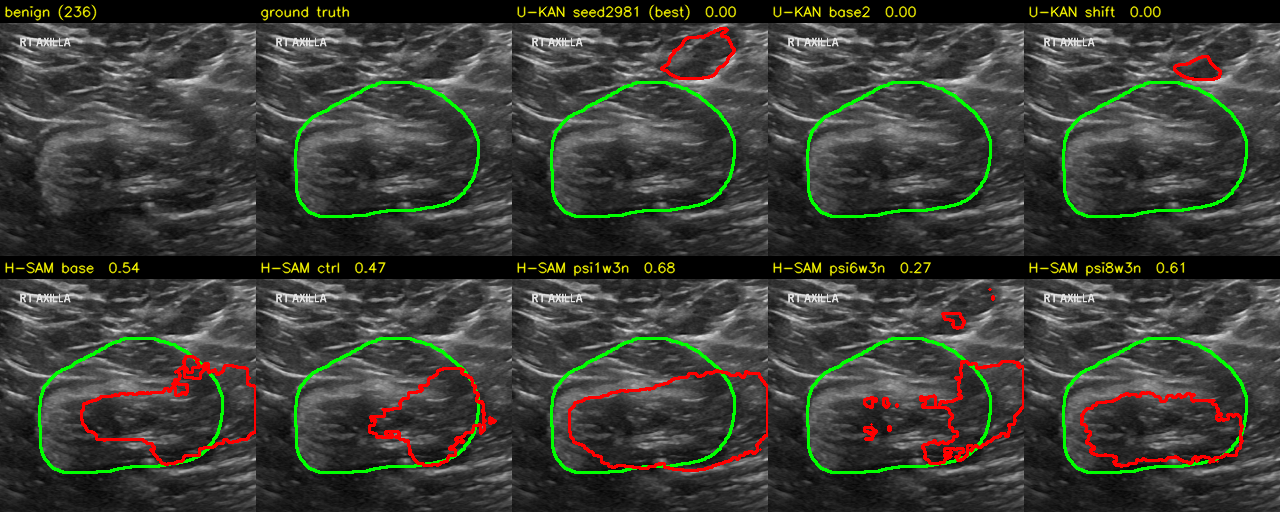 benign (236)
ground truth
U-KAN seed2981 (best) 0.00
U-KAN base2 0.00
U-KAN shift 0.00
RT AXILLA
RT AXILLA
RT AXILLA
RT AXILLA
RT AXILLA
H-SAM base 0.54
H-SAM ctrl 0.47
H-SAM psi1w3n 0.68
H-SAM psi6w3n 0.27
H-SAM psi8w3n 0.61
RT AXILLA
RT AXILLA
RT AXILLA
RT AXILLA
RT AXILLA